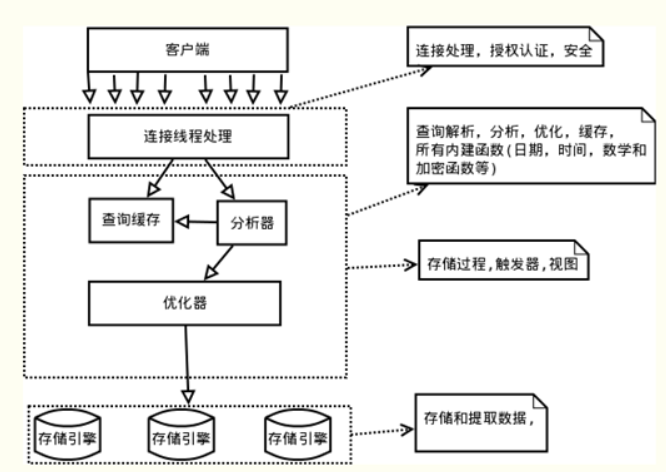 客户端
连接处理，授权认证，安全
连接线程处理
查询解析，分析，优化，缓存，
所有内建函数(日期，时间，数学和
加密函数等)
查询缓存
分析器
存储过程,触发器,视图
优化器
存储引擎
存储引擎
存储引擎
存储和提取数据，